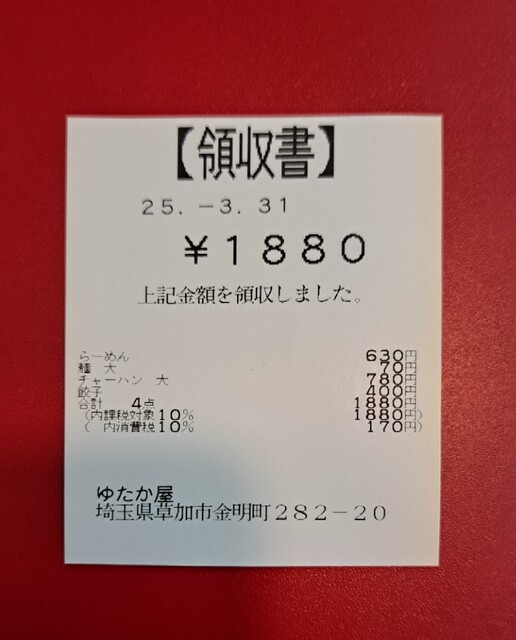 【領収書】
25.-3.31
￥1880
上記金額を領収しました。
らーめん 630円
麺 大 70円
チャーハン 大 780円
餃子 400円
合計 4点 1880円
(内課税対象10% 1880円)
( 内消費税10% 170円)
ゆたか屋
埼玉県草加市金明町282-20